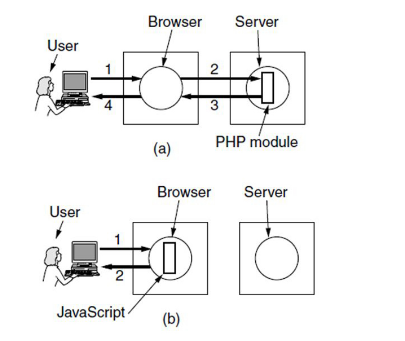 Browser Server
User
1 2
4 3
PHP module
(a)
Browser Server
User
1
2
JavaScript
(b)